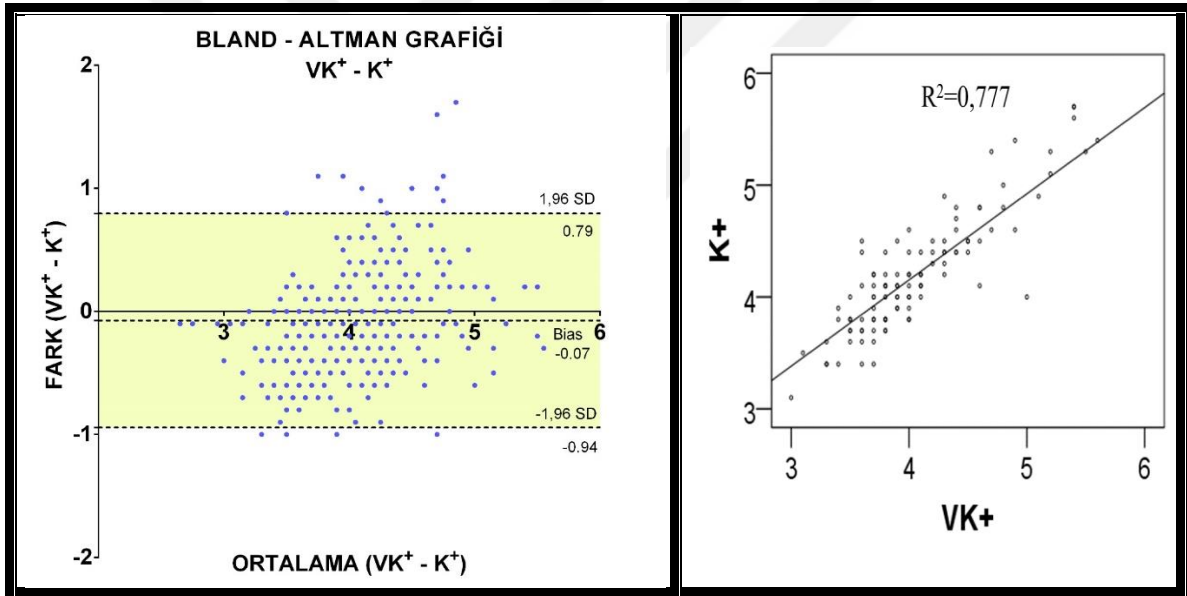 BLAND - ALTMAN GRAFİĞİ
VK+ - K+
2
1
0
-1
-2
FARK (VK+ - K+)
1,96 SD
0.79
3
4
5
6
Bias
-0.07
-1,96 SD
-0.94
ORTALAMA (VK+ - K+)
R²=0,777
6
5
4
3
K+
3
4
5
6
VK+